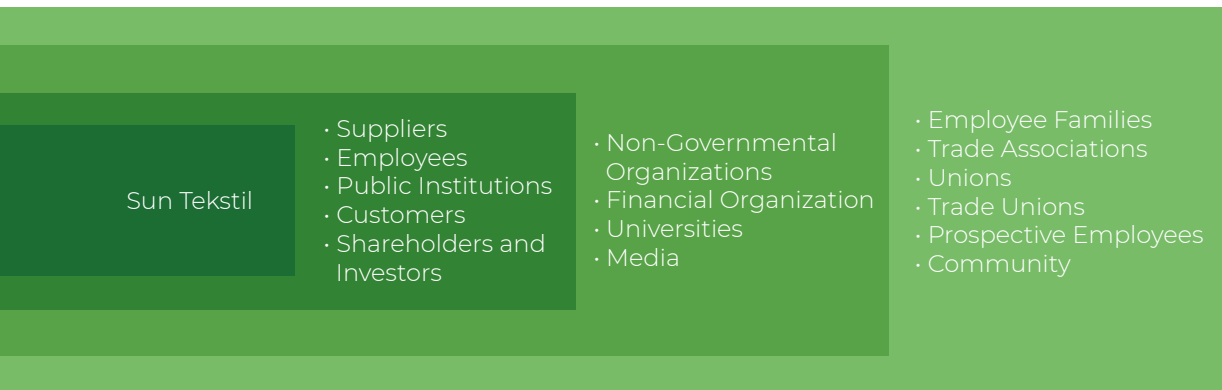 Sun Tekstil
· Suppliers
· Employees
· Public Institutions
· Customers
· Shareholders and
Investors
· Non-Governmental
Organizations
· Financial Organization
· Universities
· Media
· Employee Families
· Trade Associations
· Unions
· Trade Unions
· Prospective Employees
· Community